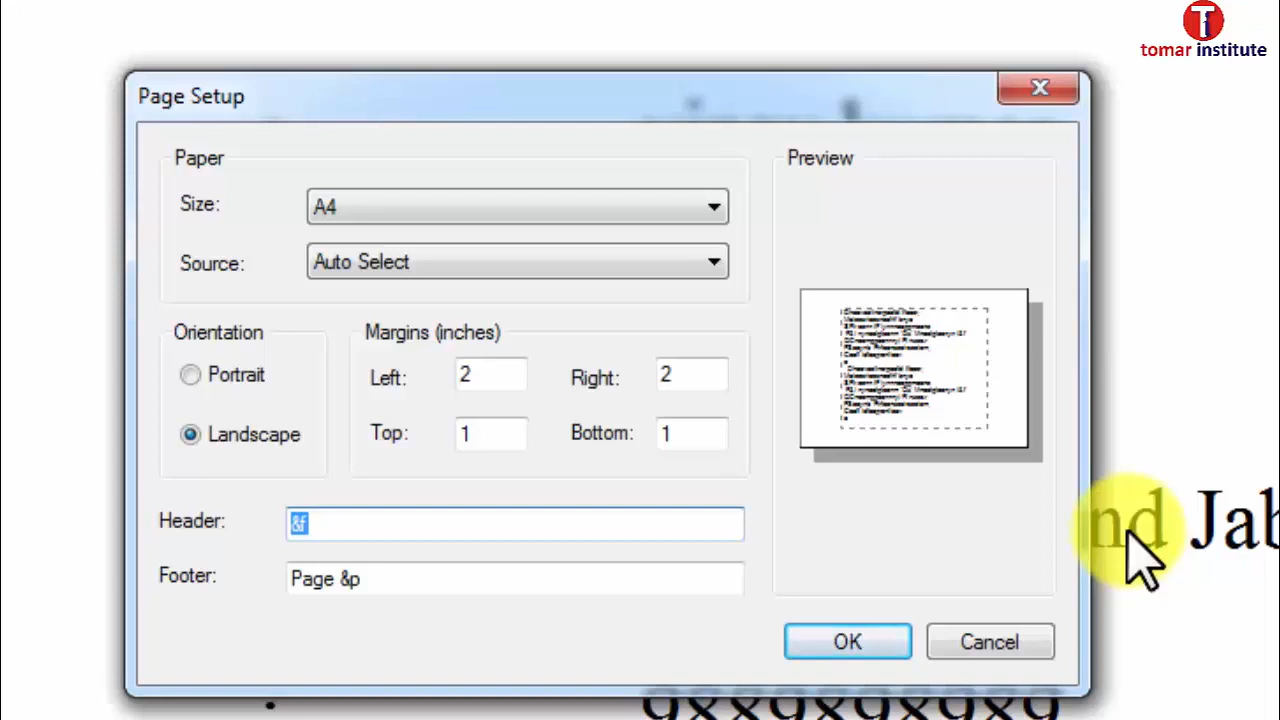 T
tomar institute
Page Setup
Paper
Preview
Size:
A4
Source:
Auto Select
Orientation
Portrait
Landscape
Margins (inches)
Left:
2
Right:
2
Top:
1
Bottom:
1
Header:
&f
Footer:
Page &p
OK
Cancel
nd Jab